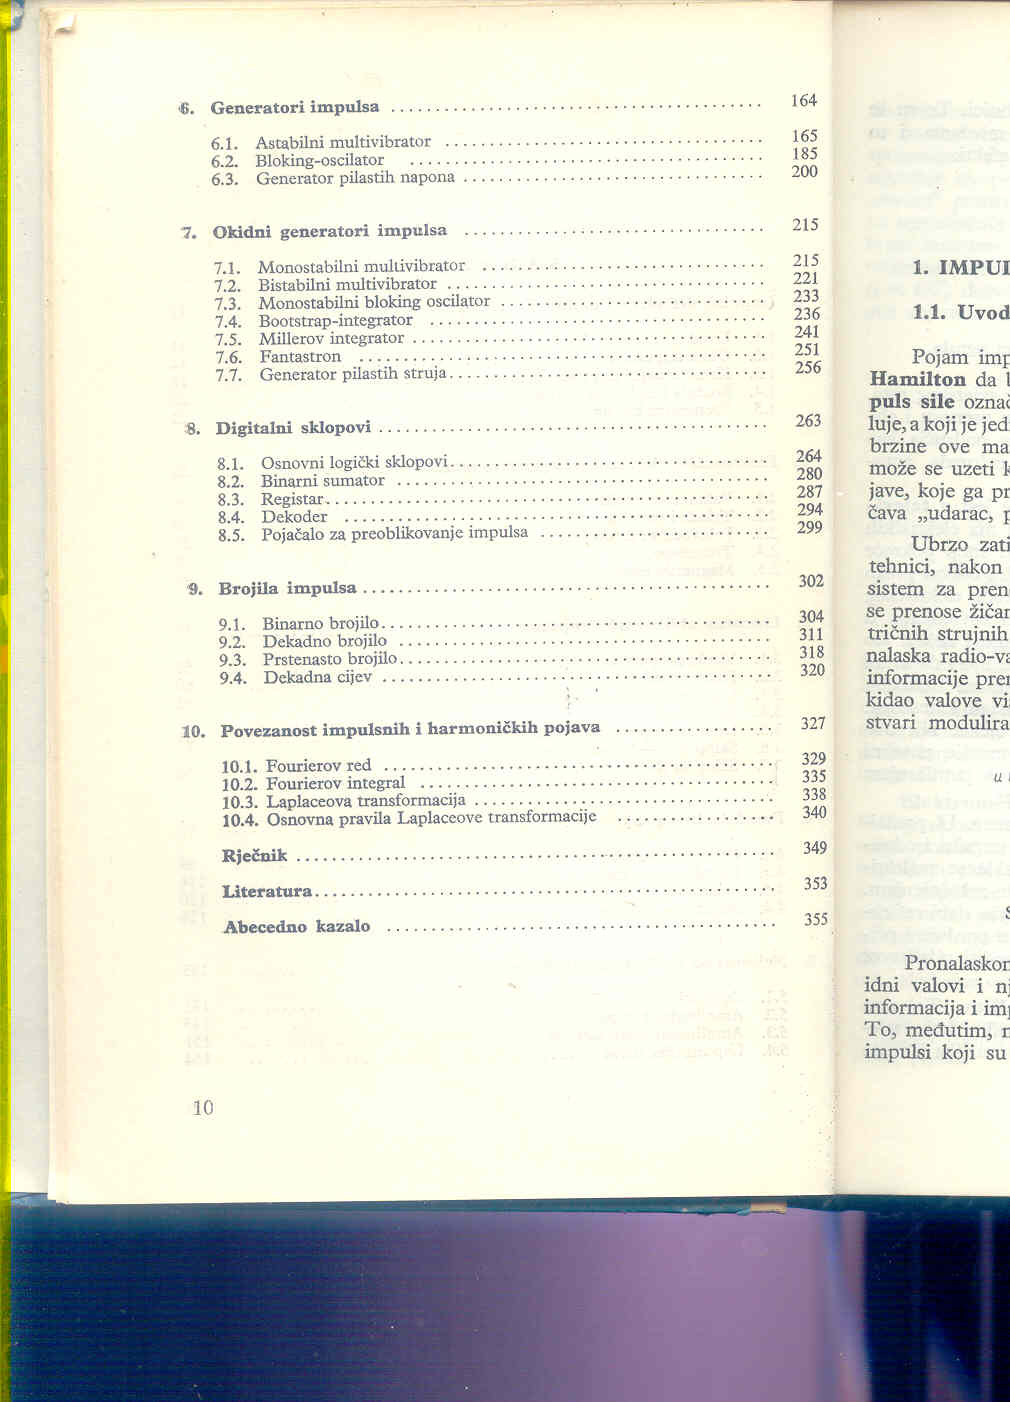 6. Generatori impulsa ........................................ 164
6.1. Astabilni multivibrator ................................... 165
6.2. Bloking-oscilator ....................................... 185
6.3. Generator pilastih napona ................................. 200
7. Okidni generatori impulsa ................................. 215
7.1. Monostabilni multivibrator ............................... 215
7.2. Bistabilni multivibrator ................................... 221
7.3. Monostabilni bloking oscilator ............................. 233
7.4. Bootstrap-integrator ..................................... 236
7.5. Millerov integrator ....................................... 241
7.6. Fantastron ............................................. 251
7.7. Generator pilastih struja................................... 256
8. Digitalni sklopovi ........................................... 263
8.1. Osnovni logički sklopovi................................... 264
8.2. Binarni sumator ......................................... 280
8.3. Registar................................................. 287
8.4. Dekoder ............................................... 294
8.5. Pojačalo za preoblikovanje impulsa ......................... 299
9. Brojila impulsa ............................................. 302
9.1. Binarno brojilo........................................... 304
9.2. Dekadno brojilo ......................................... 311
9.3. Prstenasto brojilo......................................... 318
9.4. Dekadna cijev ........................................... 320
10. Povezanost impulsnih i harmoničkih pojava .................. 327
10.1. Fourierov red ........................................... 329
10.2. Fourierov integral ....................................... 335
10.3. Laplaceova transformacija ................................. 338
10.4. Osnovna pravila Laplaceove transformacije .................. 340
Rječnik ..................................................... 349
Literatura................................................... 353
Abecedno kazalo ........................................... 355
10
1. IMPUL
1.1. Uvod
Pojam imp
Hamilton da
puls sile označ
luje, a koji je jedi
brzine ove ma
može se uzeti k
jave, koje ga pr
čava „udarac, p
Ubrzo zati
tehnici, nakon
sistem za pren
se prenose žičan
tričnih strujnih
nalaska radio-va
informacije pren
kidao valove vi
stvari modulira
u
Pronalaskom
idni valovi i nj
informacija i imp
To, međutim, n
impulsi koji su